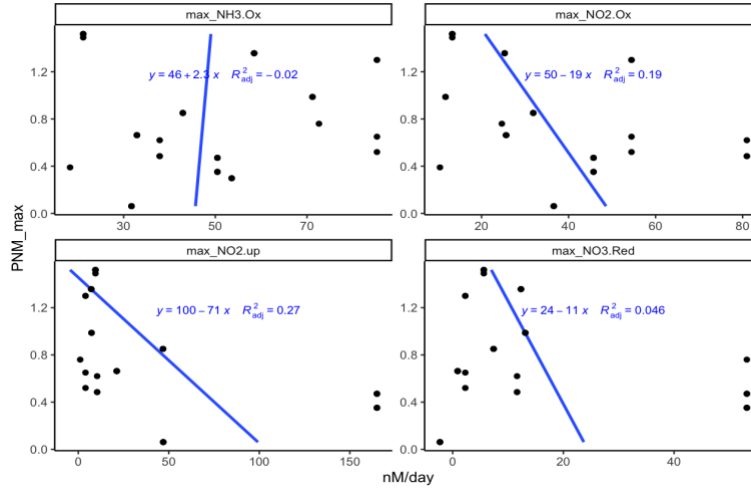 max_NH3.Ox
max_NO2.Ox
1.2
0.8
0.4
0.0
y = 46 + 2.3 x R²adj = −0.02
y = 50 − 19 x R²adj = 0.19
30
50
70
20
40
60
80
PNM_max
max_NO2.up
max_NO3.Red
1.2
0.8
0.4
0.0
y = 100 − 71 x R²adj = 0.27
y = 24 − 11 x R²adj = 0.046
0
50
100
150
0
20
40
nM/day